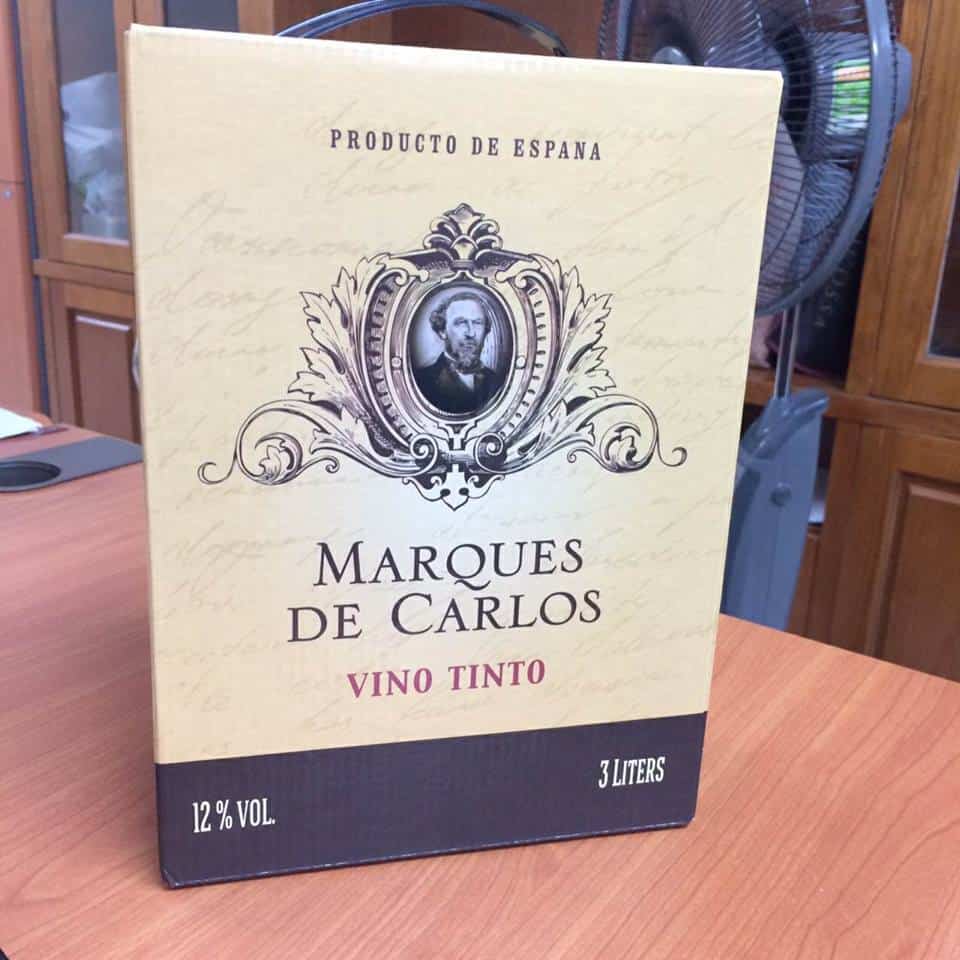 PRODUCTO DE ESPANA
MARQUES
DE CARLOS
VINO TINTO
3 LITERS
12 % VOL.